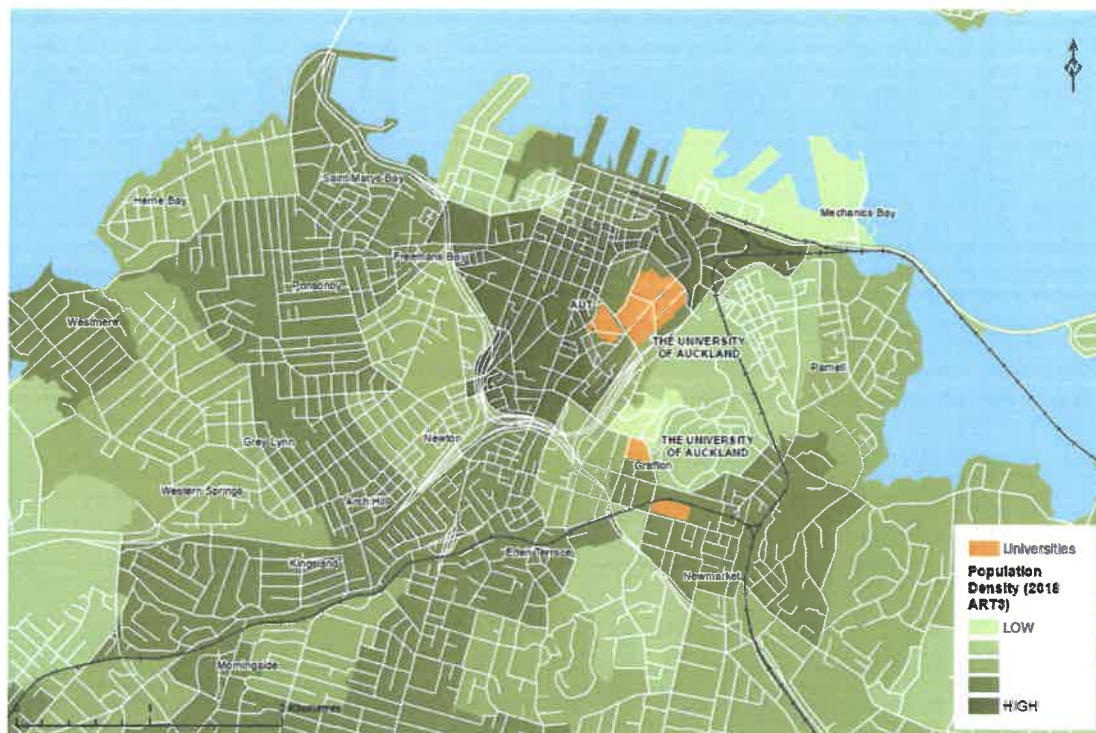 N
Saint Marys Bay
Herne Bay
Mechanics Bay
Freemans Bay
Ponsonby
AUT
Westmere
THE UNIVERSITY
OF AUCKLAND
Parnell
Grey Lynn
Newton
THE UNIVERSITY
OF AUCKLAND
Grafton
Western Springs
Arch Hill
Eden Terrace
Kingsland
Newmarket
Morningside
Universities
Population
Density (2018
ART3)
LOW
HIGH